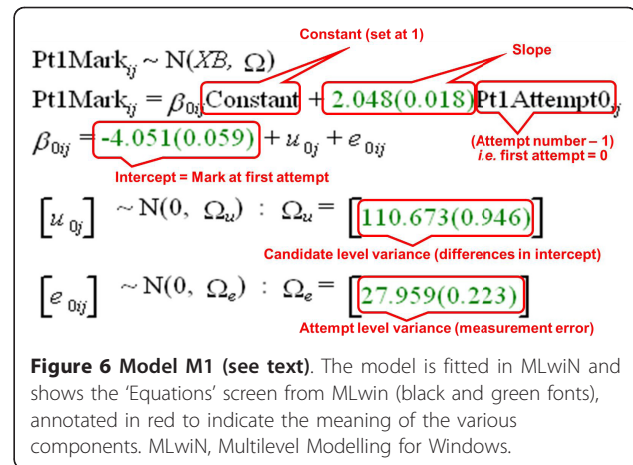 Constant (set at 1)
Slope
Pt1Mark_ij ~ N(XB, Ω)
Pt1Mark_ij = β_0ij Constant + 2.048(0.018) Pt1Attempt0_ij
(Attempt number – 1)
i.e. first attempt = 0
β_0ij = -4.051(0.059) + u_0j + e_0ij
Intercept = Mark at first attempt
[u_0j] ~ N(0, Ω_u) : Ω_u = [110.673(0.946)]
Candidate level variance (differences in intercept)
[e_0ij] ~ N(0, Ω_e) : Ω_e = [27.959(0.223)]
Attempt level variance (measurement error)
Figure 6 Model M1 (see text). The model is fitted in MLwiN and
shows the ‘Equations’ screen from MLwin (black and green fonts),
annotated in red to indicate the meaning of the various
components. MLwiN, Multilevel Modelling for Windows.